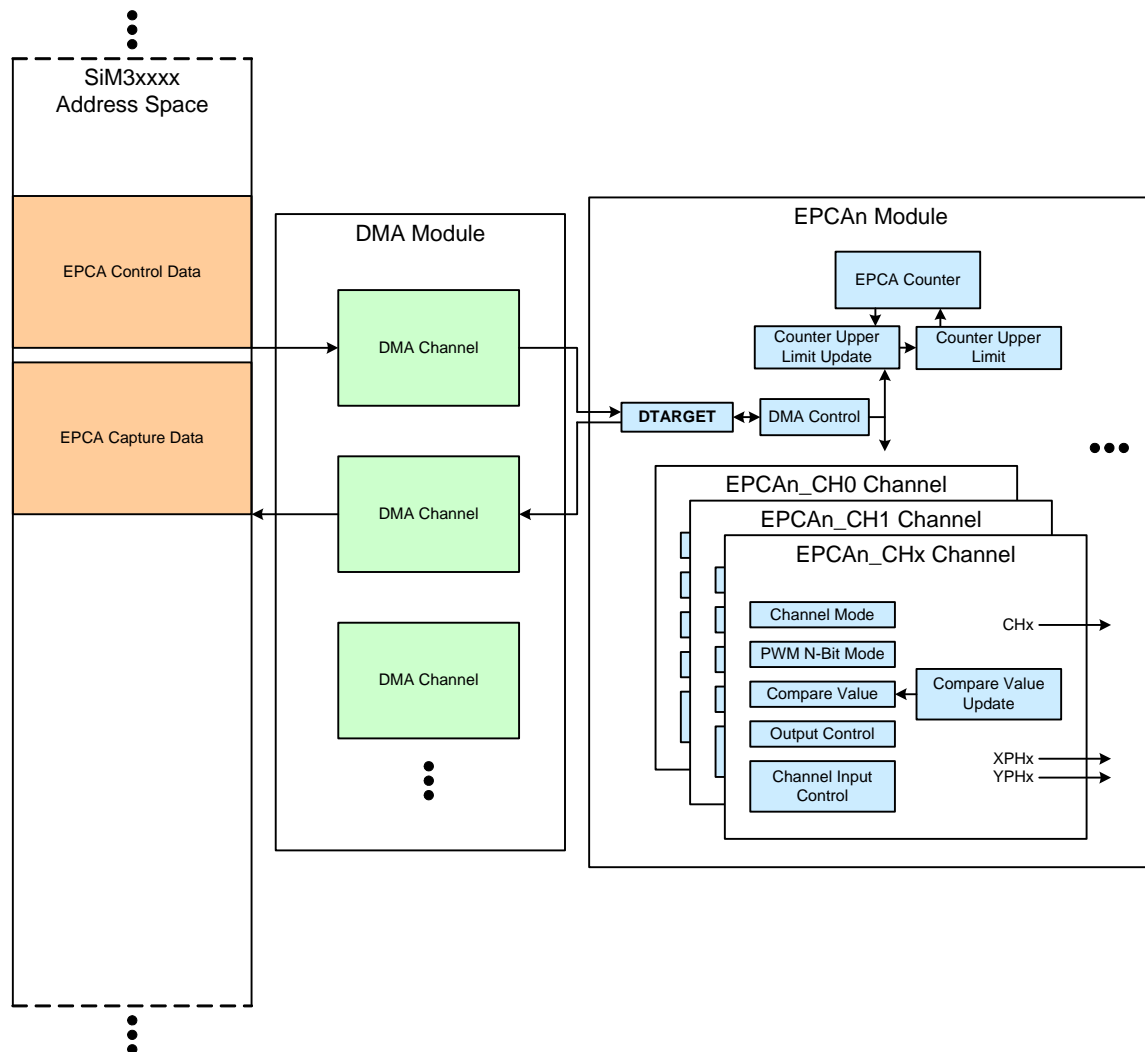 SiM3xxxx
Address Space
EPCA Control Data
EPCA Capture Data
DMA Module
DMA Channel
DMA Channel
DMA Channel
EPCAn Module
EPCA Counter
Counter Upper
Limit Update
Counter Upper
Limit
DTARGET
DMA Control
EPCAn_CH0 Channel
EPCAn_CH1 Channel
EPCAn_CHx Channel
Channel Mode
CHx
PWM N-Bit Mode
Compare Value
Compare Value
Update
Output Control
XPHx
YPHx
Channel Input
Control